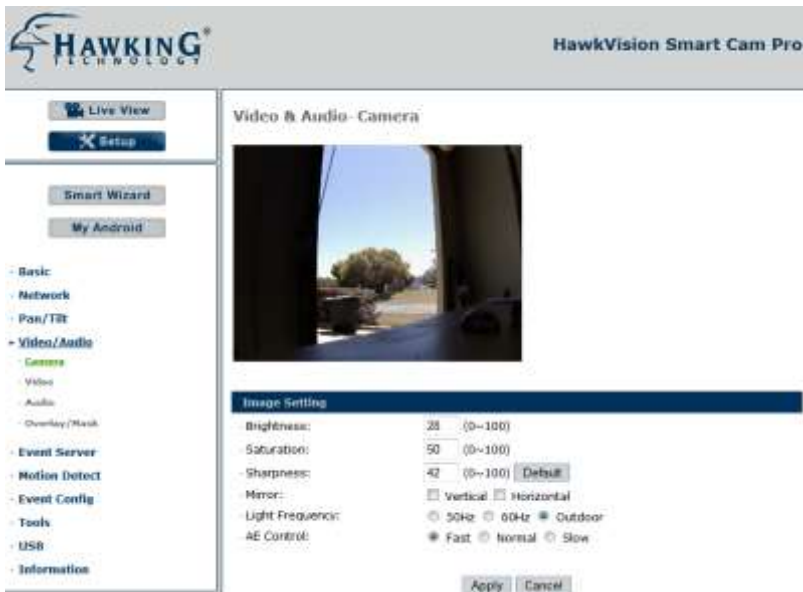 HAWKING®
TECHNOLOGY
HawkVision Smart Cam Pro
Live View
Setup
Smart Wizard
My Android
Basic
Network
Pan/Tilt
Video/Audio
Camera
Video
Audio
Overlay/Mask
Event Server
Motion Detect
Event Config
Tools
USB
Information
Video & Audio- Camera
Image Setting
Brightness: 28 (0~100)
Saturation: 50 (0~100)
Sharpness: 42 (0~100) Default
Mirror: Vertical Horizontal
Light Frequency: 50Hz 60Hz Outdoor
AE Control: Fast Normal Slow
Apply Cancel